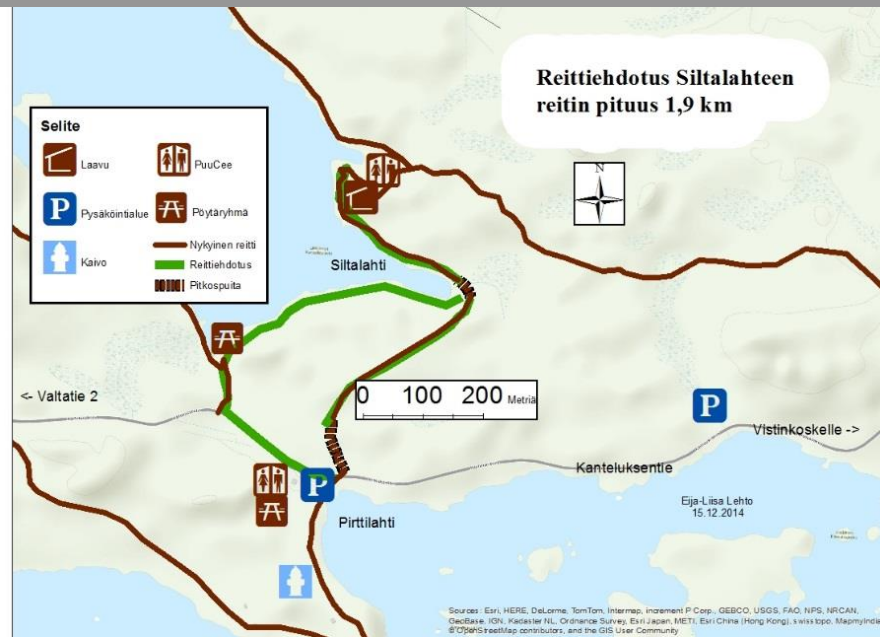 Reittiehdotus Siltalahteen
reitin pituus 1,9 km
Selite
Laavu
PuuCee
P
Pysäköintialue
Pöytäryhmä
Kaivo
Nykyinen reitti
Reittiehdotus
Pitkospuita
N
Siltalahti
<- Valtatie 2
0 100 200 Metriä
P
Vistinkoskelle ->
Kanteluksentie
P
Pirttilahti
Eija-Liisa Lehto
15.12.2014
Sources: Esri, HERE, DeLorme, TomTom, Intermap, increment P Corp., GEBCO, USGS, FAO, NPS, NRCAN,
GeoBase, IGN, Kadaster NL, Ordnance Survey, Esri Japan, METI, Esri China (Hong Kong), swisstopo, MapmyIndia,
© OpenStreetMap contributors, and the GIS User Community